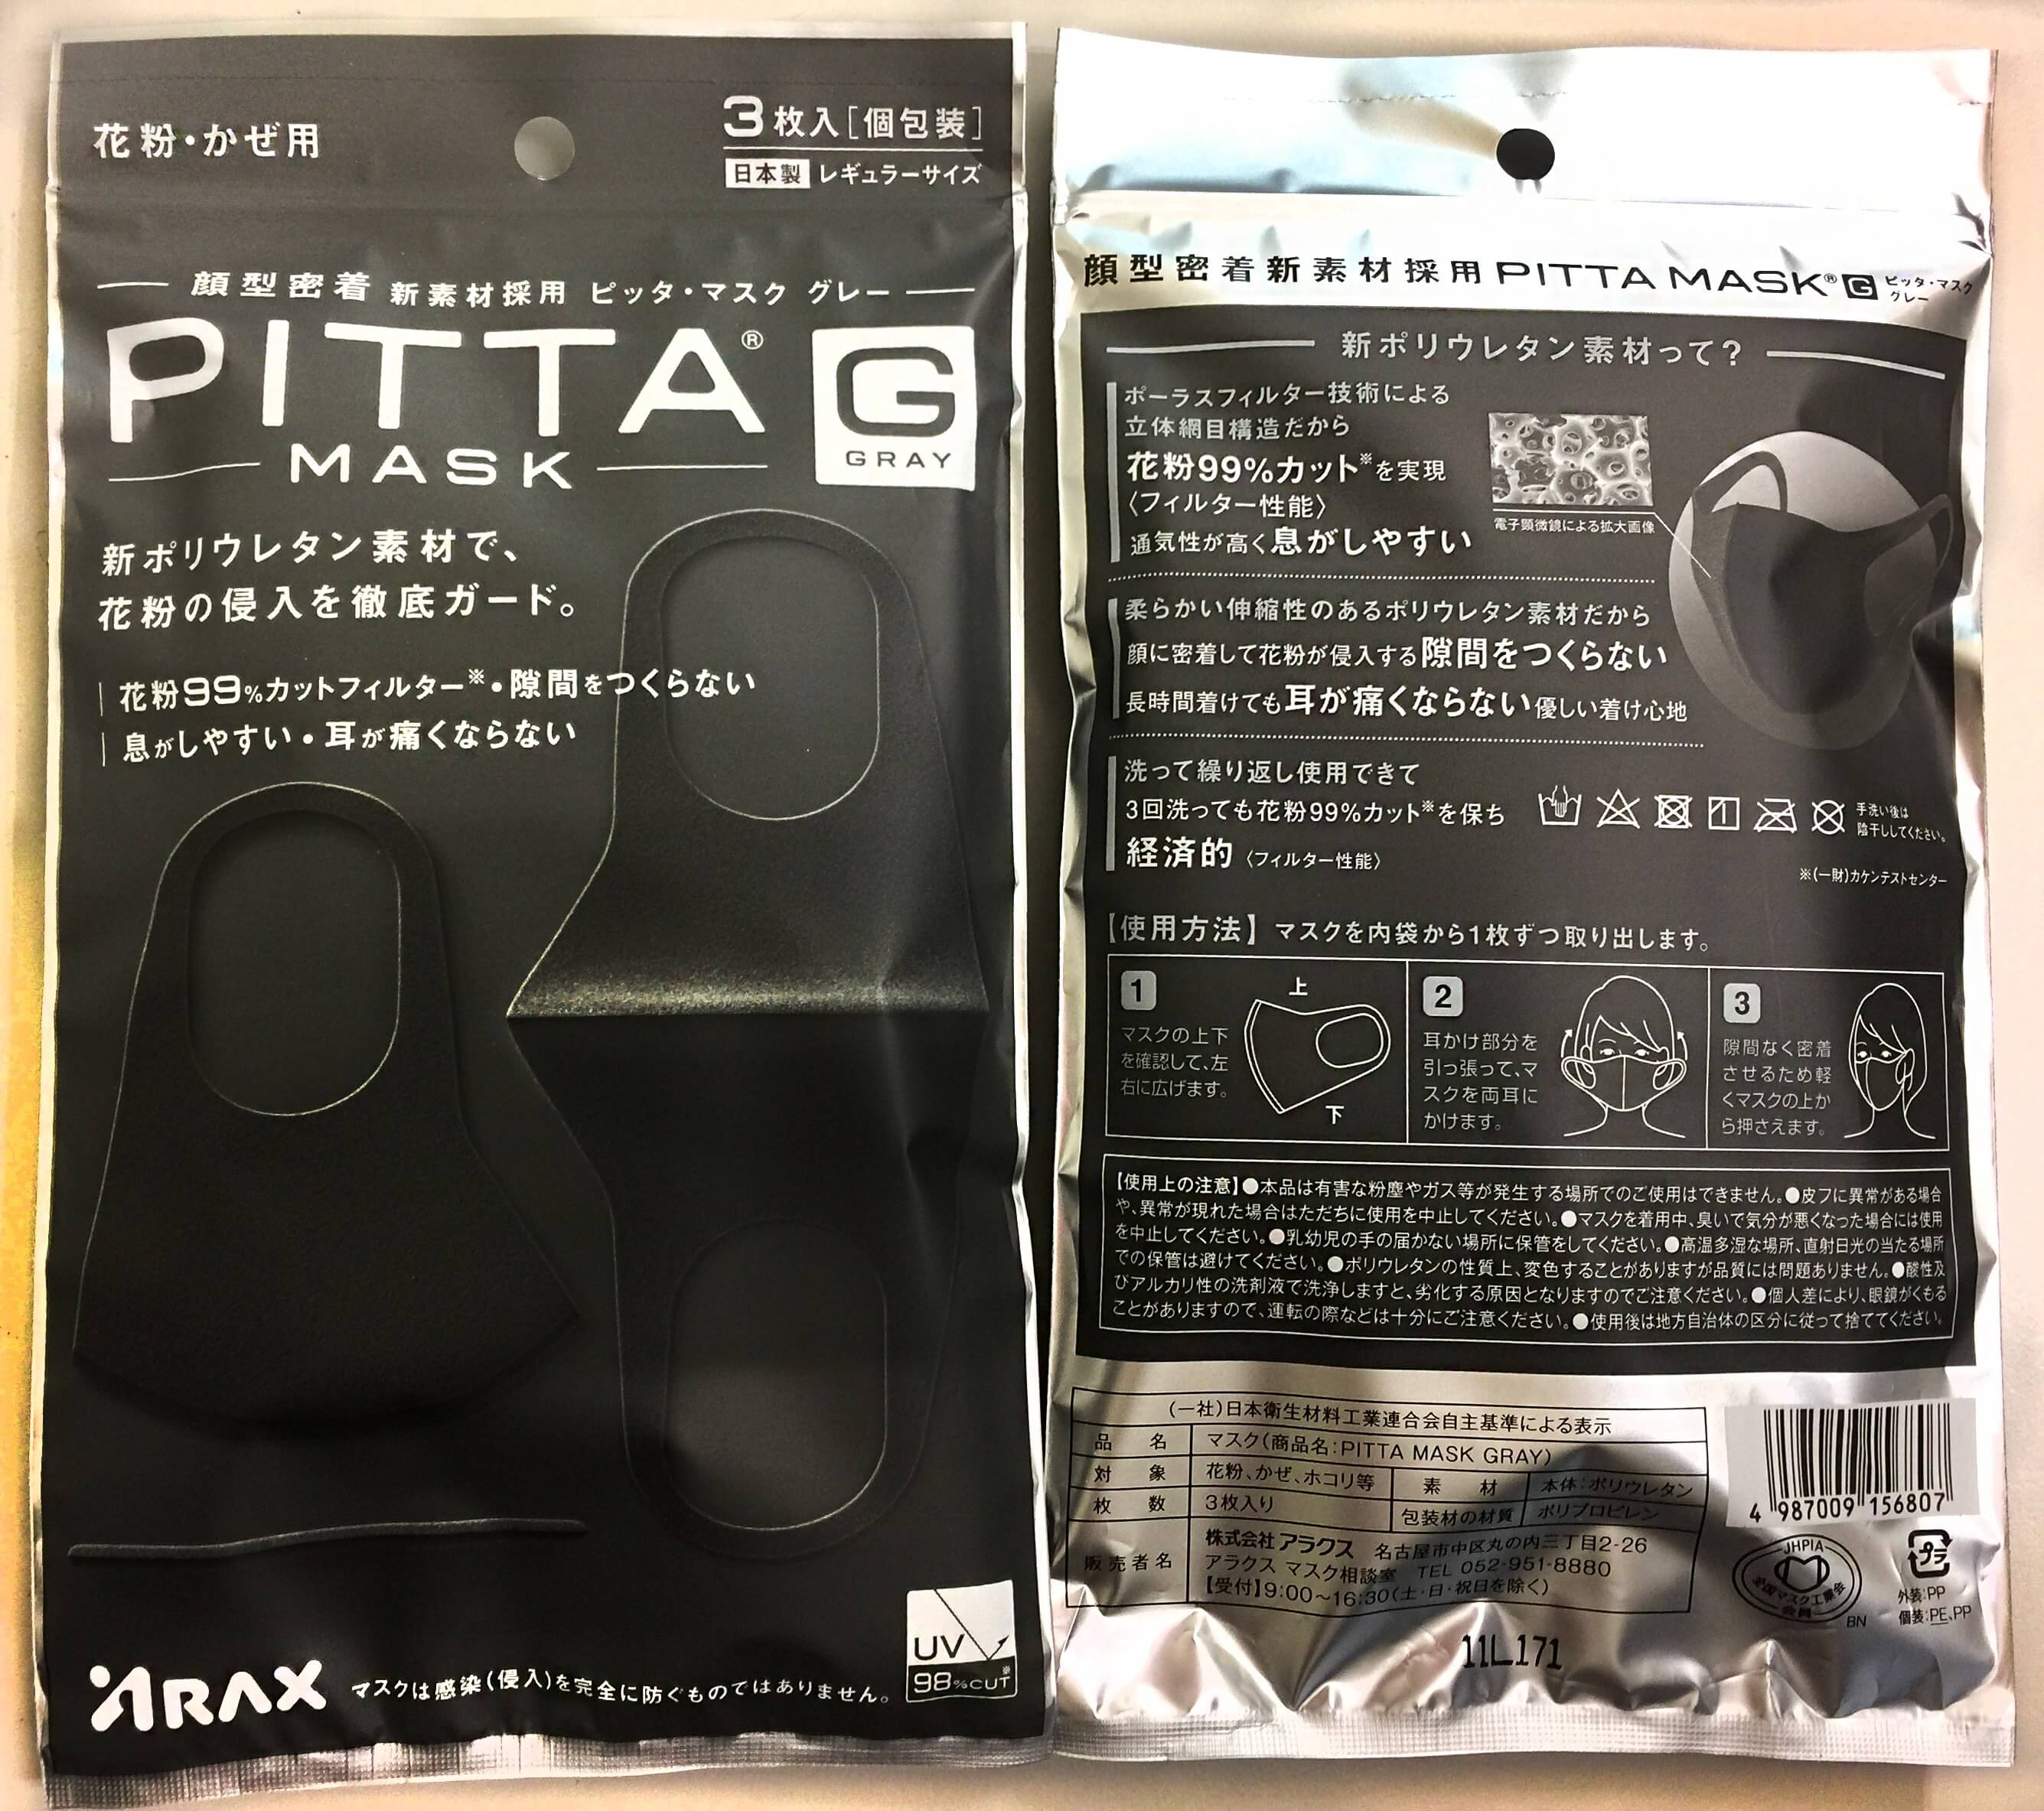 花粉・かぜ用
3枚入[個包装]
日本製 レギュラーサイズ
顔型密着 新素材採用 ピッタ・マスク グレー
PITTA®
MASK
G
GRAY
新ポリウレタン素材で、
花粉の侵入を徹底ガード。
花粉99%カットフィルター※・隙間をつくらない
息がしやすい・耳が痛くならない
ARAX
マスクは感染(侵入)を完全に防ぐものではありません。
UV
98%CUT※
顔型密着新素材採用 PITTA MASK® G ピッタ・マスク
グレー
新ポリウレタン素材って?
ポーラスフィルター技術による
立体網目構造だから
花粉99%カット※を実現
〈フィルター性能〉
通気性が高く息がしやすい
電子顕微鏡による拡大画像
柔らかい伸縮性のあるポリウレタン素材だから
顔に密着して花粉が侵入する隙間をつくらない
長時間着けても耳が痛くならない優しい着け心地
洗って繰り返し使用できて
3回洗っても花粉99%カット※を保ち
経済的〈フィルター性能〉
手洗い後は
陰干ししてください。
※(一財)カケンテストセンター
【使用方法】マスクを内袋から1枚ずつ取り出します。
1
マスクの上下
を確認して、左
右に広げます。
上
下
2
耳かけ部分を
引っ張って、マ
スクを両耳に
かけます。
3
隙間なく密着
させるため軽
くマスクの上か
ら押さえます。
【使用上の注意】●本品は有害な粉塵やガス等が発生する場所でのご使用はできません。●皮フに異常がある場合
や、異常が現れた場合はただちに使用を中止してください。●マスクを着用中、臭いで気分が悪くなった場合には使用
を中止してください。●乳幼児の手の届かない場所に保管をしてください。●高温多湿な場所、直射日光の当たる場所
での保管は避けてください。●ポリウレタンの性質上、変色することがありますが品質には問題ありません。●酸性及
びアルカリ性の洗剤液で洗浄しますと、劣化する原因となりますのでご注意ください。●個人差により、眼鏡がくもる
ことがありますので、運転の際などは十分にご注意ください。●使用後は地方自治体の区分に従って捨ててください。
(一社)日本衛生材料工業連合会自主基準による表示
品名 マスク(商品名:PITTA MASK GRAY)
対象 花粉、かぜ、ホコリ等 素材 本体:ポリウレタン
枚数 3枚入り 包装材の材質 ポリプロピレン
販売者名 株式会社 アラクス 名古屋市中区丸の内三丁目2-26
アラクス マスク相談室 TEL 052-951-8880
【受付】9:00〜16:30(土・日・祝日を除く)
4 987009 156807
JHPIA
全国マスク工業会
会員
BN
プラ
外装:PP
個装:PE、PP
11L171